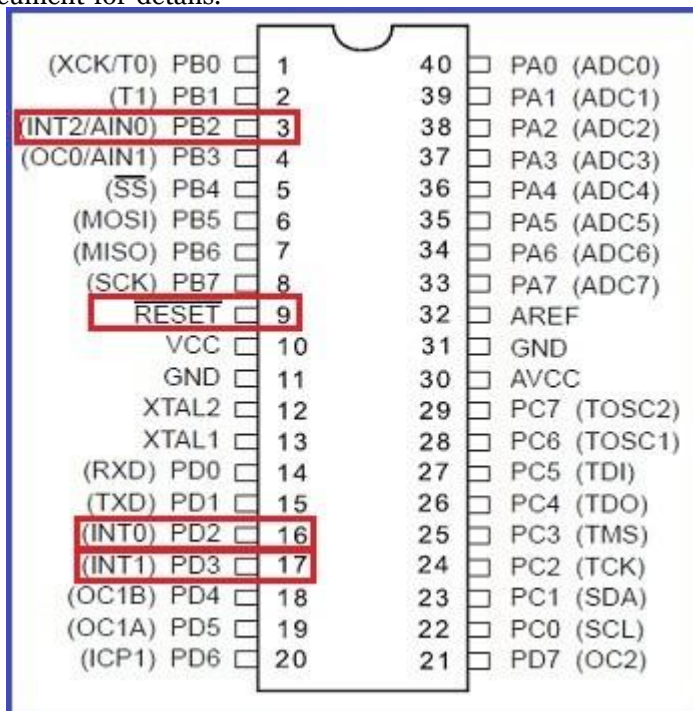 cument for details.
(XCK/T0) PB0 1 40 PA0 (ADC0)
(T1) PB1 2 39 PA1 (ADC1)
(INT2/AIN0) PB2 3 38 PA2 (ADC2)
(OC0/AIN1) PB3 4 37 PA3 (ADC3)
(SS) PB4 5 36 PA4 (ADC4)
(MOSI) PB5 6 35 PA5 (ADC5)
(MISO) PB6 7 34 PA6 (ADC6)
(SCK) PB7 8 33 PA7 (ADC7)
RESET 9 32 AREF
VCC 10 31 GND
GND 11 30 AVCC
XTAL2 12 29 PC7 (TOSC2)
XTAL1 13 28 PC6 (TOSC1)
(RXD) PD0 14 27 PC5 (TDI)
(TXD) PD1 15 26 PC4 (TDO)
(INT0) PD2 16 25 PC3 (TMS)
(INT1) PD3 17 24 PC2 (TCK)
(OC1B) PD4 18 23 PC1 (SDA)
(OC1A) PD5 19 22 PC0 (SCL)
(ICP1) PD6 20 21 PD7 (OC2)